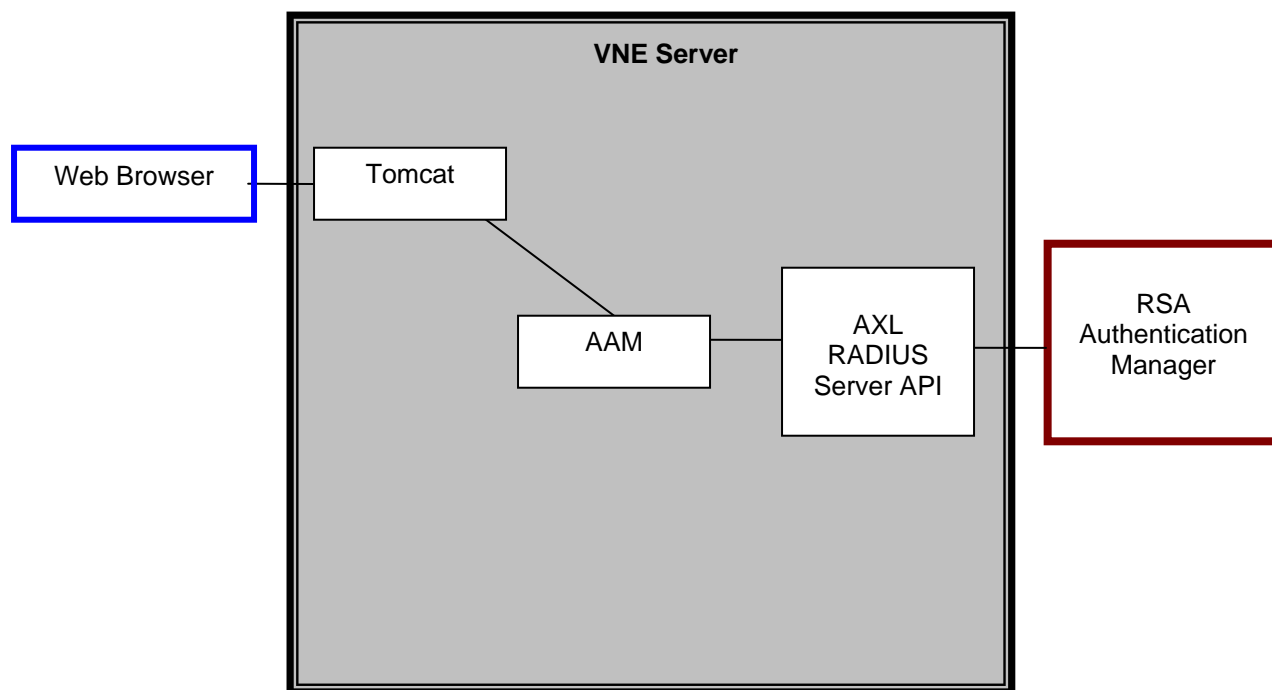 VNE Server
Web Browser
Tomcat
AAM
AXL
RADIUS
Server API
RSA
Authentication
Manager